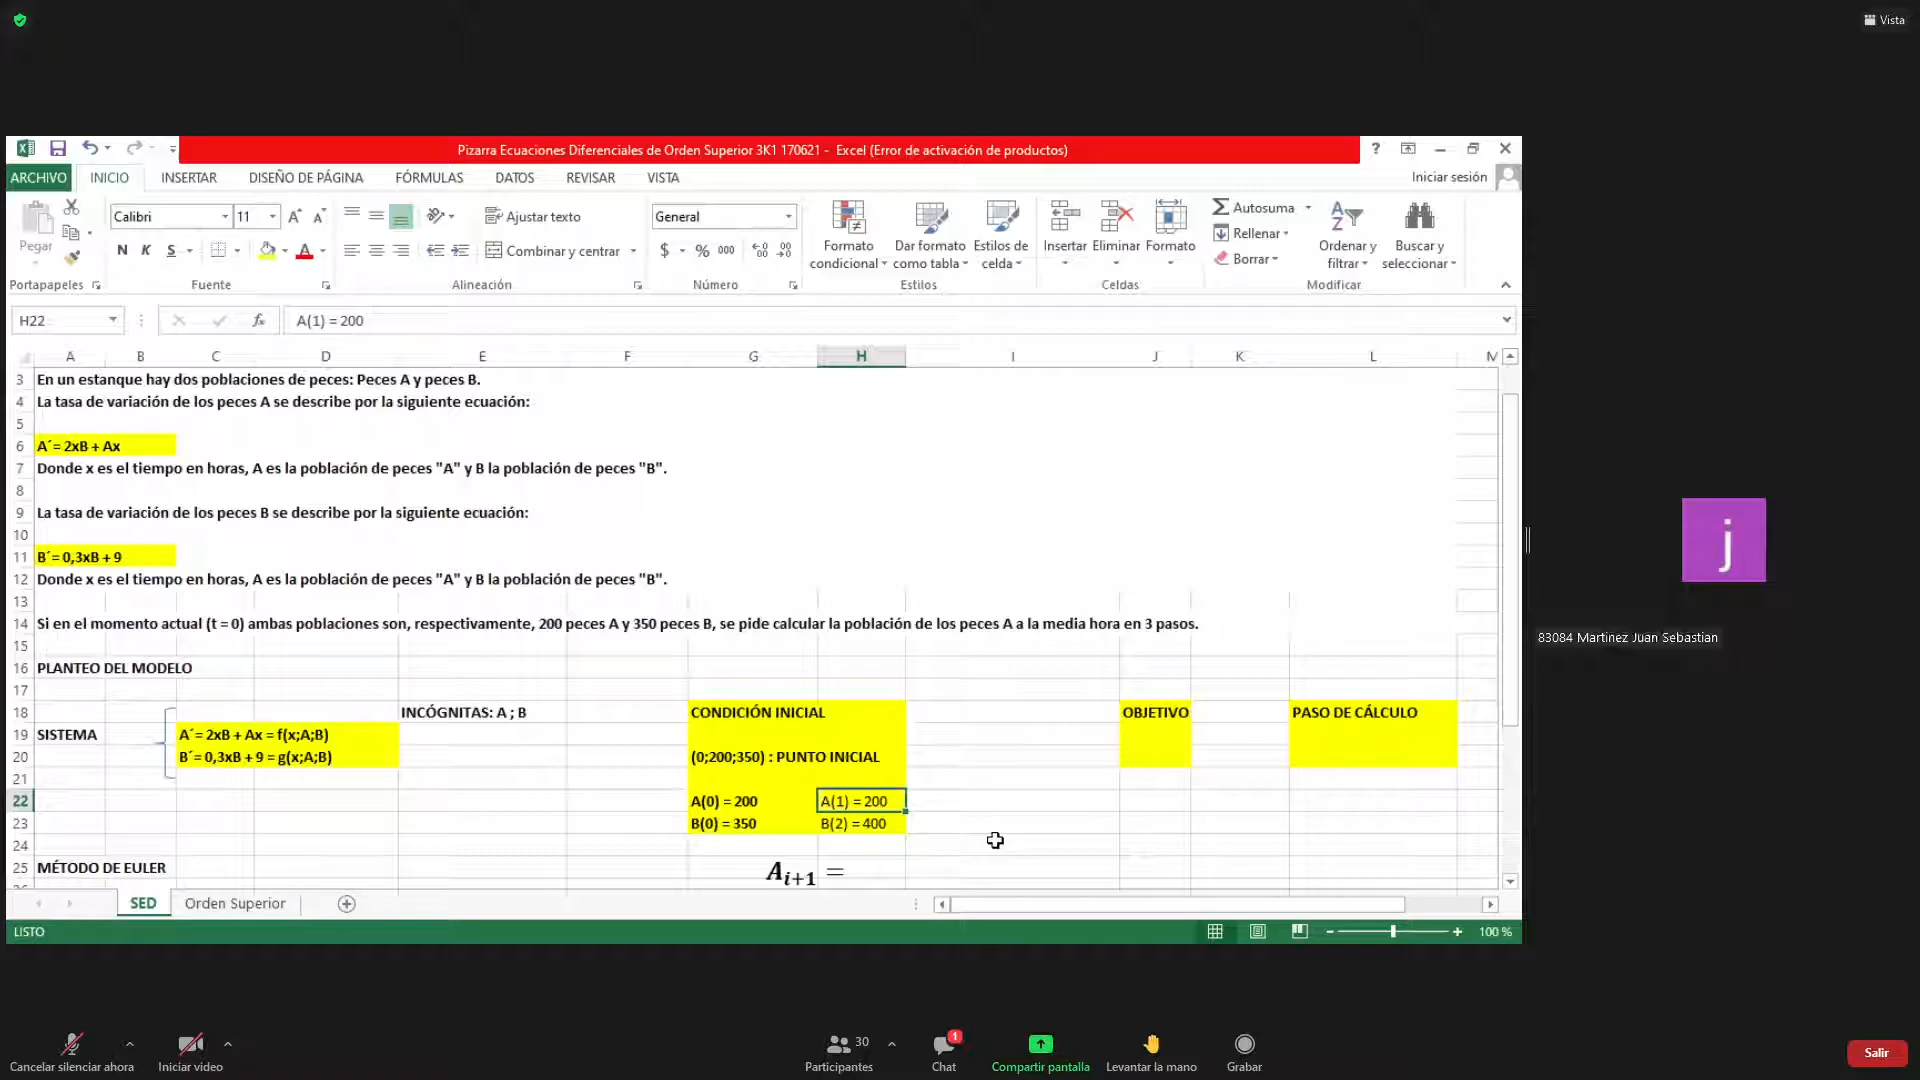 Vista
Pizarra Ecuaciones Diferenciales de Orden Superior 3K1 170621 - Excel (Error de activación de productos)
?
ARCHIVO INICIO INSERTAR DISEÑO DE PÁGINA FÓRMULAS DATOS REVISAR VISTA Iniciar sesión
Calibri 11 Ajustar texto General Autosuma
Pegar Formato condicional Dar formato como tabla Estilos de celda Insertar Eliminar Formato Rellenar Ordenar y filtrar Buscar y seleccionar
N K S A Combinar y centrar $ % 000 Borrar
Portapapeles Fuente Alineación Número Estilos Celdas Modificar
H22 fx A(1) = 200
A B C D E F G H I J K L M
3 En un estanque hay dos poblaciones de peces: Peces A y peces B.
4 La tasa de variación de los peces A se describe por la siguiente ecuación:
5
6 A´= 2xB + Ax
7 Donde x es el tiempo en horas, A es la población de peces "A" y B la población de peces "B".
8
9 La tasa de variación de los peces B se describe por la siguiente ecuación:
10
11 B´= 0,3xB + 9
12 Donde x es el tiempo en horas, A es la población de peces "A" y B la población de peces "B".
13
14 Si en el momento actual (t = 0) ambas poblaciones son, respectivamente, 200 peces A y 350 peces B, se pide calcular la población de los peces A a la media hora en 3 pasos.
15
16 PLANTEO DEL MODELO
17
18 INCÓGNITAS: A ; B CONDICIÓN INICIAL OBJETIVO PASO DE CÁLCULO
19 SISTEMA A´= 2xB + Ax = f(x;A;B)
20 B´= 0,3xB + 9 = g(x;A;B) (0;200;350) : PUNTO INICIAL
21
22 A(0) = 200 A(1) = 200
23 B(0) = 350 B(2) = 400
24
25 MÉTODO DE EULER A_{i+1} =
SED Orden Superior
LISTO 100 %
j
83084 Martinez Juan Sebastian
Cancelar silenciar ahora
Iniciar video
30
Participantes
1
Chat
Compartir pantalla
Levantar la mano
Grabar
Salir